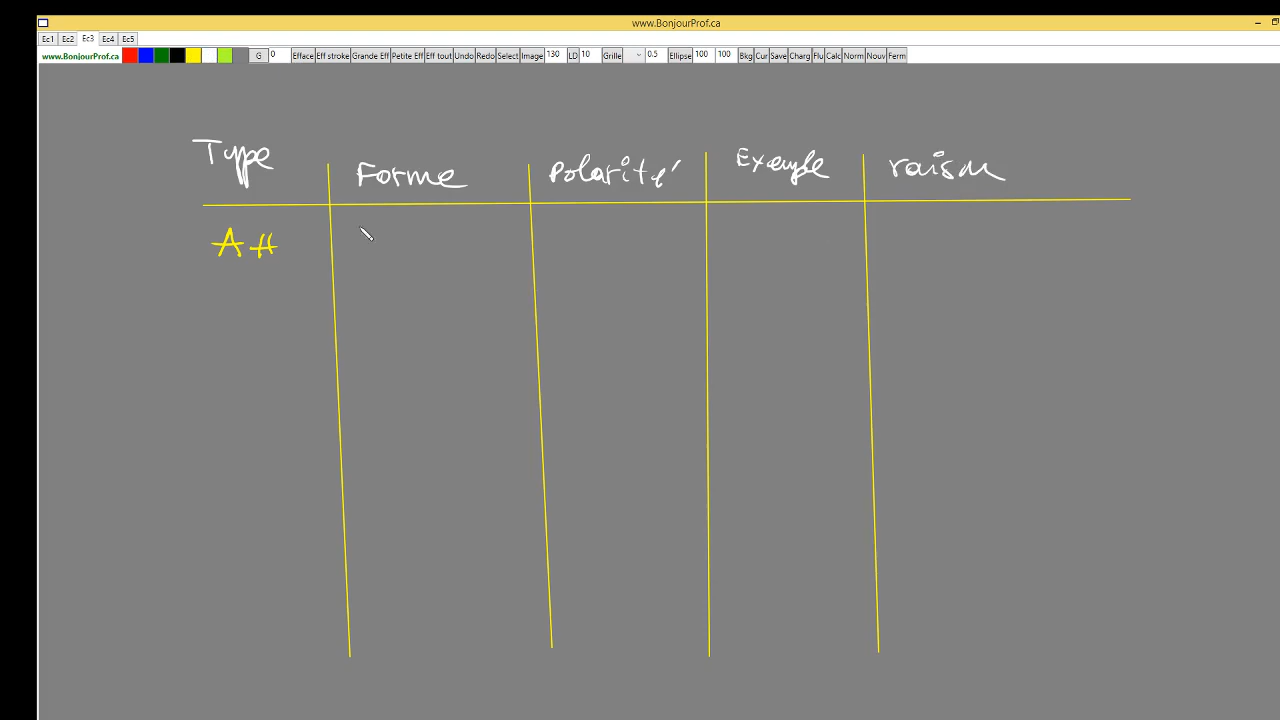 www.BonjourProf.ca
Ec1 Ec2 Ec3 Ec4 Ec5
www.BonjourProf.ca G 0 Efface Eff stroke Grande Eff Petite Eff Eff tout Undo Redo Select Image 130 LD 10 Grille 0.5 Ellipse 100 100 Bkg Cur Save Charg Flu Calc Norm Nouv Ferm
Type Forme Polarité Exemple raison
AH